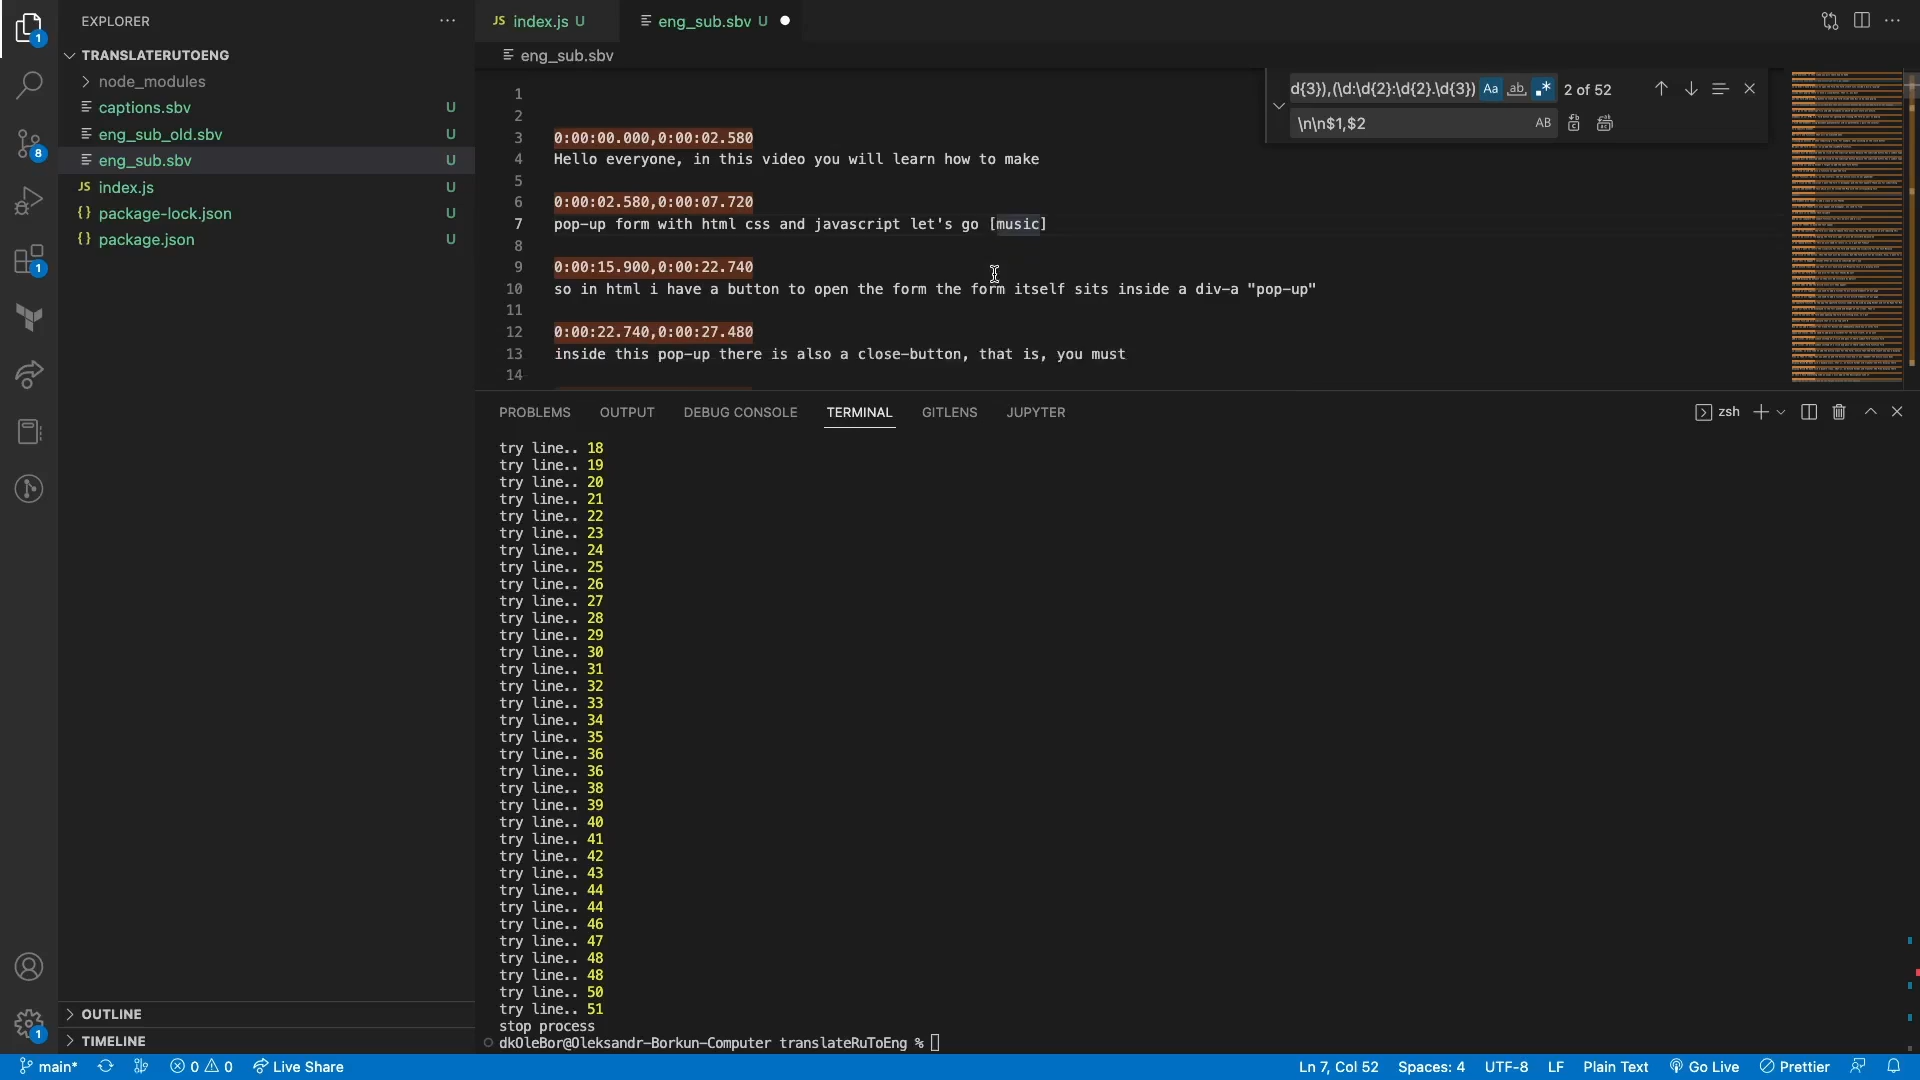 EXPLORER
TRANSLATERUTOENG
node_modules
captions.sbv U
eng_sub_old.sbv U
eng_sub.sbv U
JS index.js U
{} package-lock.json U
{} package.json U
OUTLINE
TIMELINE
1
8
1
1
JS index.js U
eng_sub.sbv U
eng_sub.sbv
d{3}),(\d:\d{2}:\d{2}.\d{3}) Aa ab .* 2 of 52
\n\n$1,$2 AB
1
2
3 0:00:00.000,0:00:02.580
4 Hello everyone, in this video you will learn how to make
5
6 0:00:02.580,0:00:07.720
7 pop-up form with html css and javascript let's go [music]
8
9 0:00:15.900,0:00:22.740
10 so in html i have a button to open the form the form itself sits inside a div-a "pop-up"
11
12 0:00:22.740,0:00:27.480
13 inside this pop-up there is also a close-button, that is, you must
14
PROBLEMS OUTPUT DEBUG CONSOLE TERMINAL GITLENS JUPYTER
zsh
try line.. 18
try line.. 19
try line.. 20
try line.. 21
try line.. 22
try line.. 23
try line.. 24
try line.. 25
try line.. 26
try line.. 27
try line.. 28
try line.. 29
try line.. 30
try line.. 31
try line.. 32
try line.. 33
try line.. 34
try line.. 35
try line.. 36
try line.. 36
try line.. 38
try line.. 39
try line.. 40
try line.. 41
try line.. 42
try line.. 43
try line.. 44
try line.. 44
try line.. 46
try line.. 47
try line.. 48
try line.. 48
try line.. 50
try line.. 51
stop process
dkOleBor@Oleksandr-Borkun-Computer translateRuToEng %
main* 0 0 Live Share Ln 7, Col 52 Spaces: 4 UTF-8 LF Plain Text Go Live Prettier